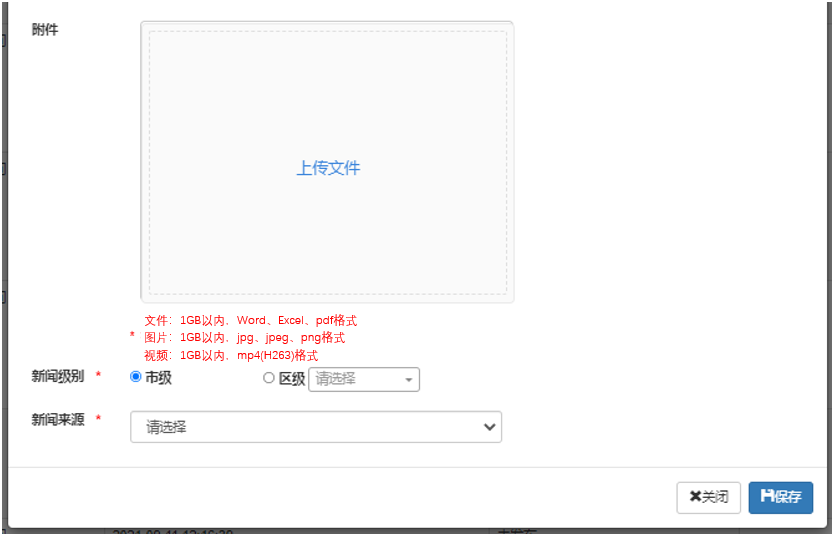 附件
上传文件
文件：1GB以内，Word、Excel、pdf格式
* 图片：1GB以内，jpg、jpeg、png格式
视频：1GB以内，mp4(H263)格式
新闻级别 * 市级 区级 请选择
新闻来源 * 请选择
关闭 保存